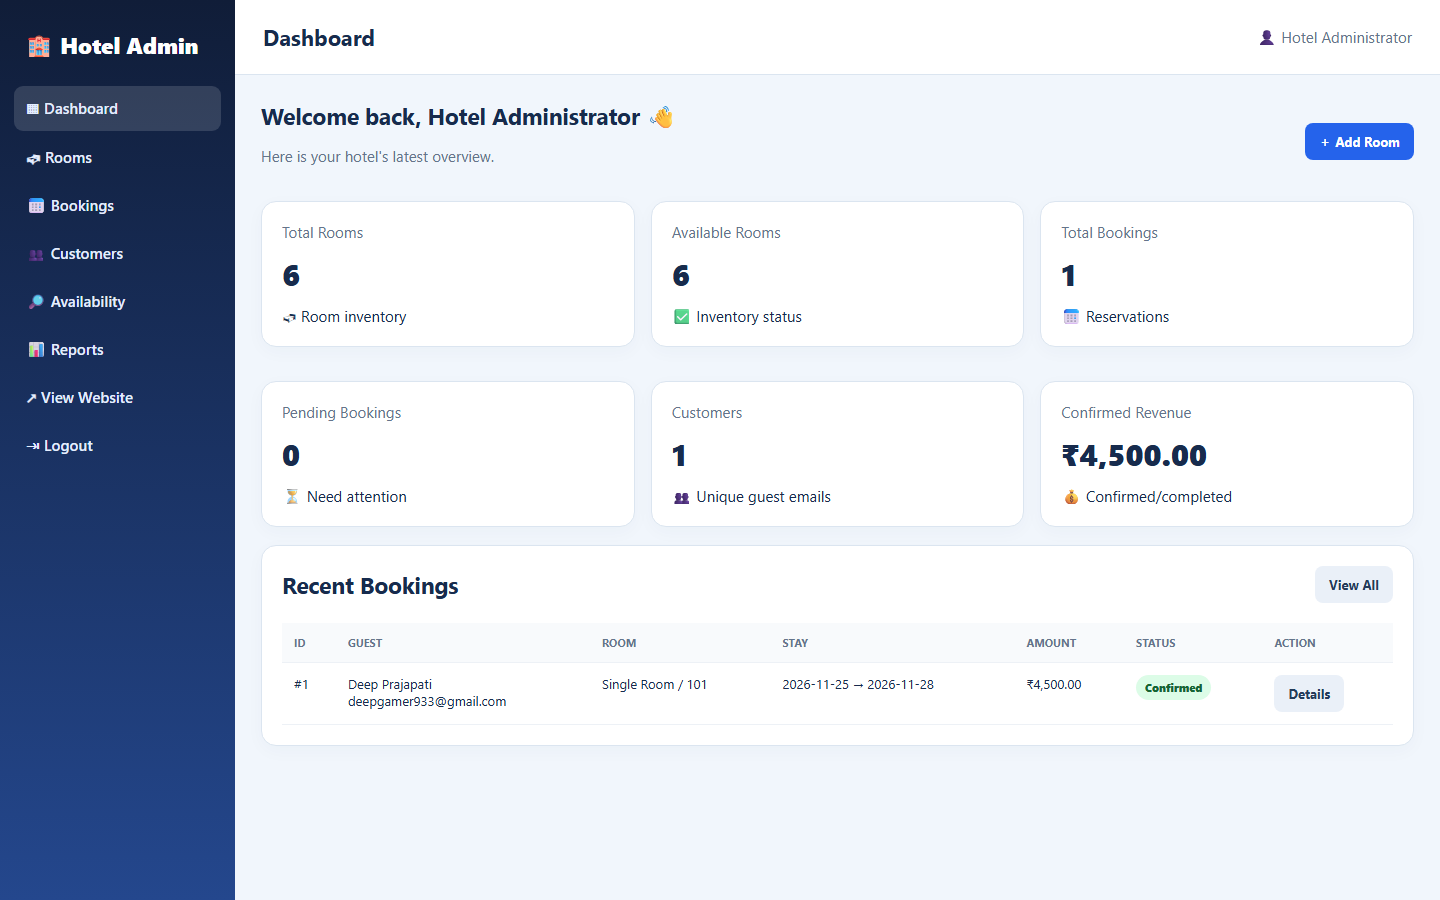 Hotel Admin
Dashboard
Rooms
Bookings
Customers
Availability
Reports
View Website
Logout
Dashboard
Hotel Administrator
Welcome back, Hotel Administrator
Here is your hotel's latest overview.
+ Add Room
Total Rooms
6
Room inventory
Available Rooms
6
Inventory status
Total Bookings
1
Reservations
Pending Bookings
0
Need attention
Customers
1
Unique guest emails
Confirmed Revenue
₹4,500.00
Confirmed/completed
Recent Bookings
View All
ID GUEST ROOM STAY AMOUNT STATUS ACTION
#1 Deep Prajapati Single Room / 101 2026-11-25 → 2026-11-28 ₹4,500.00 Confirmed Details
deepgamer933@gmail.com